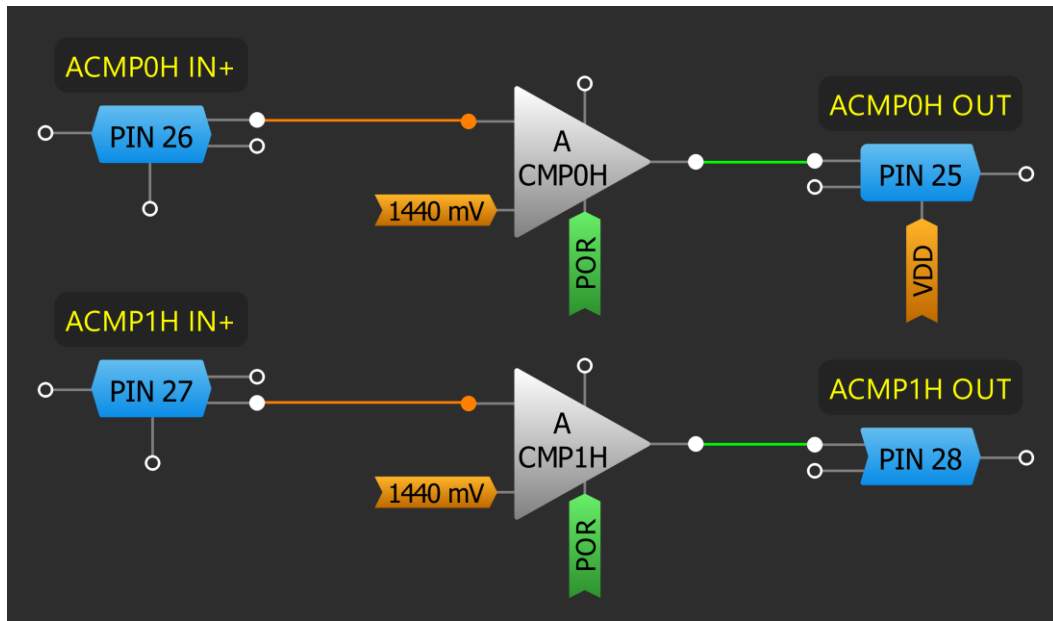 ACMP0H IN+
PIN 26
A
CMP0H
1440 mV
POR
ACMP0H OUT
PIN 25
VDD
ACMP1H IN+
PIN 27
A
CMP1H
1440 mV
POR
ACMP1H OUT
PIN 28